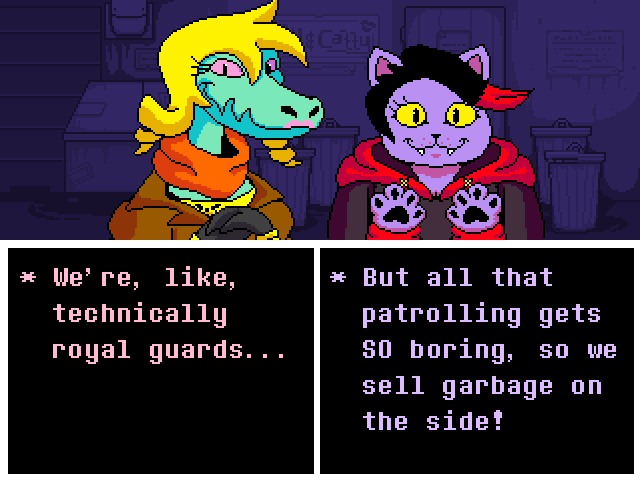 * We're, like,
technically
royal guards...
* But all that
patrolling gets
SO boring, so we
sell garbage on
the side!